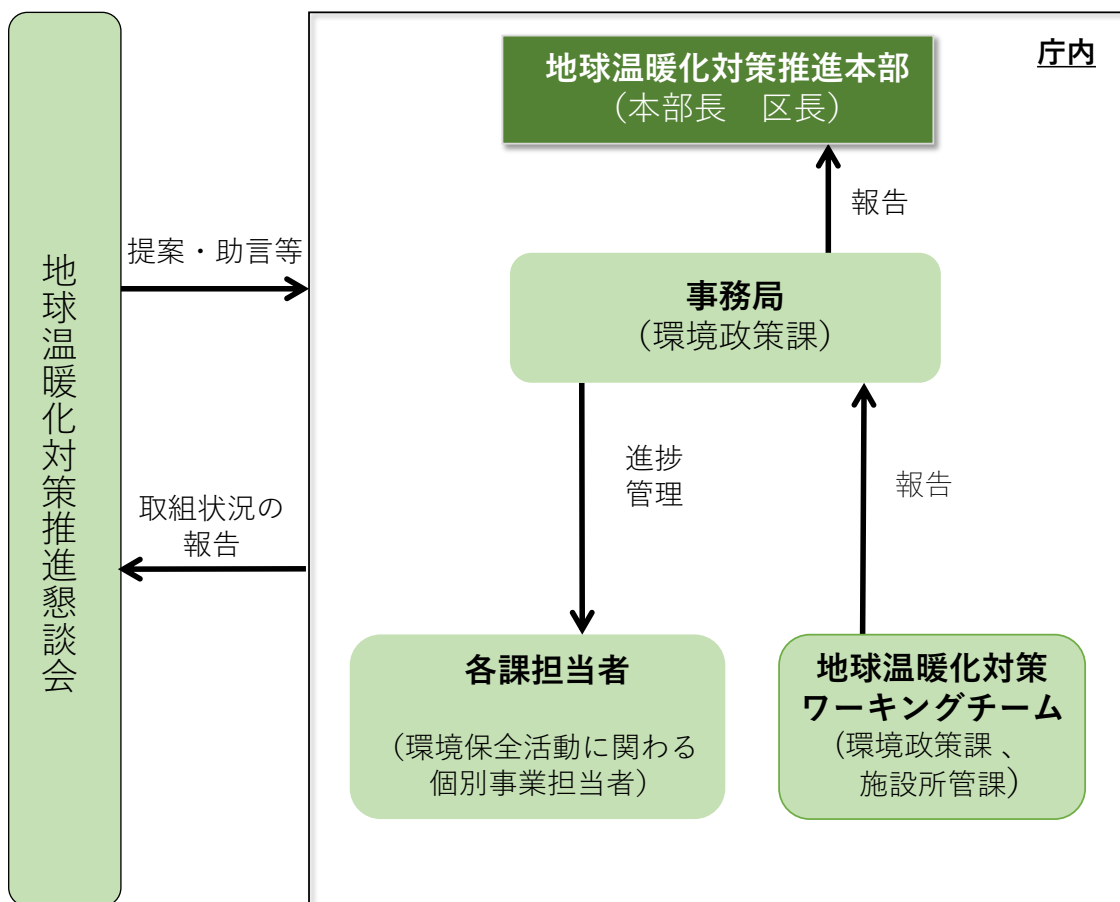 庁内
地球温暖化対策推進本部
(本部長　区長)
報告
提案・助言等
事務局
(環境政策課)
地球温暖化対策推進懇談会
進捗
管理
報告
取組状況の
報告
各課担当者
(環境保全活動に関わる
個別事業担当者)
地球温暖化対策
ワーキングチーム
(環境政策課、
施設所管課)